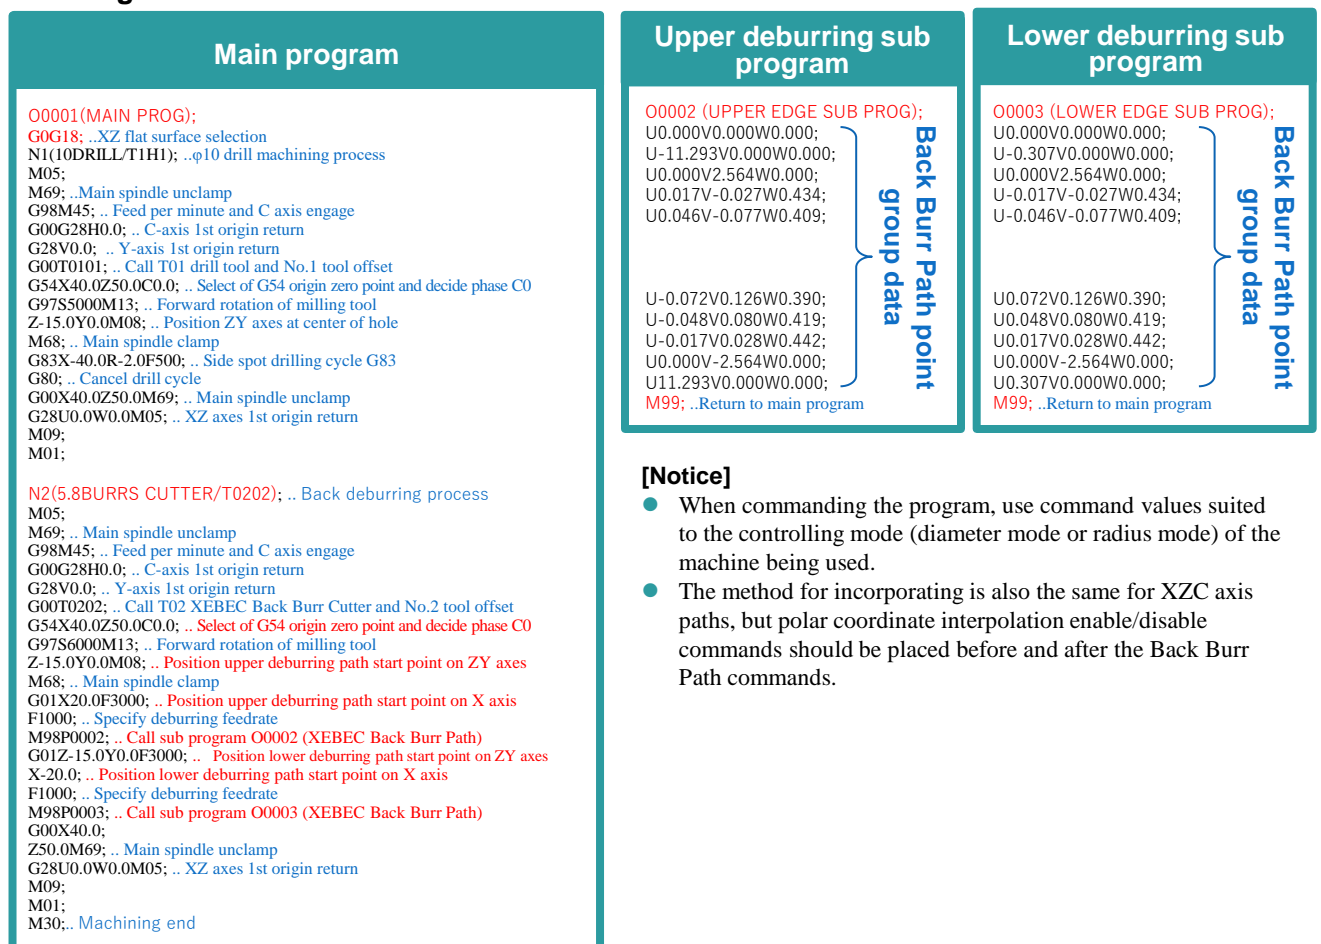 Main program
O0001(MAIN PROG);
G0G18; ..XZ flat surface selection
N1(10DRILL/T1H1); ..φ10 drill machining process
M05;
M69; ..Main spindle unclamp
G98M45; .. Feed per minute and C axis engage
G00G28H0.0; .. C-axis 1st origin return
G28V0.0; .. Y-axis 1st origin return
G00T0101; .. Call T01 drill tool and No.1 tool offset
G54X40.0Z50.0C0.0; .. Select of G54 origin zero point and decide phase C0
G97S5000M13; .. Forward rotation of milling tool
Z-15.0Y0.0M08; .. Position ZY axes at center of hole
M68; .. Main spindle clamp
G83X-40.0R-2.0F500; .. Side spot drilling cycle G83
G80; .. Cancel drill cycle
G00X40.0Z50.0M69; .. Main spindle unclamp
G28U0.0W0.0M05; .. XZ axes 1st origin return
M09;
M01;
N2(5.8BURRS CUTTER/T0202); .. Back deburring process
M05;
M69; .. Main spindle unclamp
G98M45; .. Feed per minute and C axis engage
G00G28H0.0; .. C-axis 1st origin return
G28V0.0; .. Y-axis 1st origin return
G00T0202; .. Call T02 XEBEC Back Burr Cutter and No.2 tool offset
G54X40.0Z50.0C0.0; .. Select of G54 origin zero point and decide phase C0
G97S6000M13; .. Forward rotation of milling tool
Z-15.0Y0.0M08; .. Position upper deburring path start point on ZY axes
M68; .. Main spindle clamp
G01X20.0F3000; .. Position upper deburring path start point on X axis
F1000; .. Specify deburring feedrate
M98P0002; .. Call sub program O0002 (XEBEC Back Burr Path)
G01Z-15.0Y0.0F3000; .. Position lower deburring path start point on ZY axes
X-20.0; .. Position lower deburring path start point on X axis
F1000; .. Specify deburring feedrate
M98P0003; .. Call sub program O0003 (XEBEC Back Burr Path)
G00X40.0;
Z50.0M69; .. Main spindle unclamp
G28U0.0W0.0M05; .. XZ axes 1st origin return
M09;
M01;
M30;.. Machining end
Upper deburring sub
program
O0002 (UPPER EDGE SUB PROG);
U0.000V0.000W0.000;
U-11.293V0.000W0.000;
U0.000V2.564W0.000;
U0.017V-0.027W0.434;
U0.046V-0.077W0.409;
U-0.072V0.126W0.390;
U-0.048V0.080W0.419;
U-0.017V0.028W0.442;
U0.000V-2.564W0.000;
U11.293V0.000W0.000;
M99; ..Return to main program
Back Burr Path point
group data
Lower deburring sub
program
O0003 (LOWER EDGE SUB PROG);
U0.000V0.000W0.000;
U-0.307V0.000W0.000;
U0.000V2.564W0.000;
U-0.017V-0.027W0.434;
U-0.046V-0.077W0.409;
U0.072V0.126W0.390;
U0.048V0.080W0.419;
U0.017V0.028W0.442;
U0.000V-2.564W0.000;
U0.307V0.000W0.000;
M99; ..Return to main program
Back Burr Path point
group data
[Notice]
● When commanding the program, use command values suited
to the controlling mode (diameter mode or radius mode) of the
machine being used.
● The method for incorporating is also the same for XZC axis
paths, but polar coordinate interpolation enable/disable
commands should be placed before and after the Back Burr
Path commands.